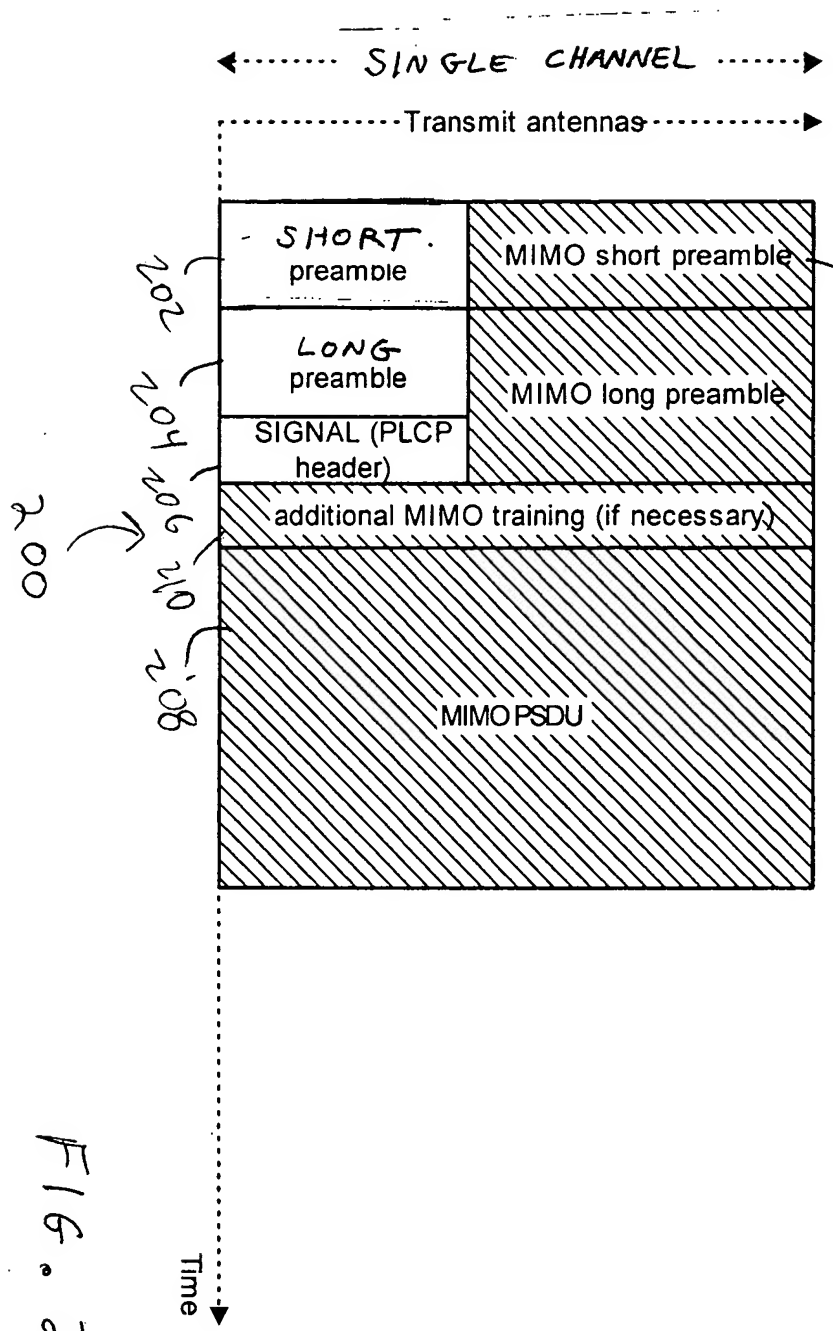 SINGLE CHANNEL
Transmit antennas
SHORT.
preamble
MIMO short preamble
202
LONG
preamble
MIMO long preamble
204
SIGNAL (PLCP
header)
206
additional MIMO training (if necessary)
210
200
MIMO PSDU
208
Time
FIG.